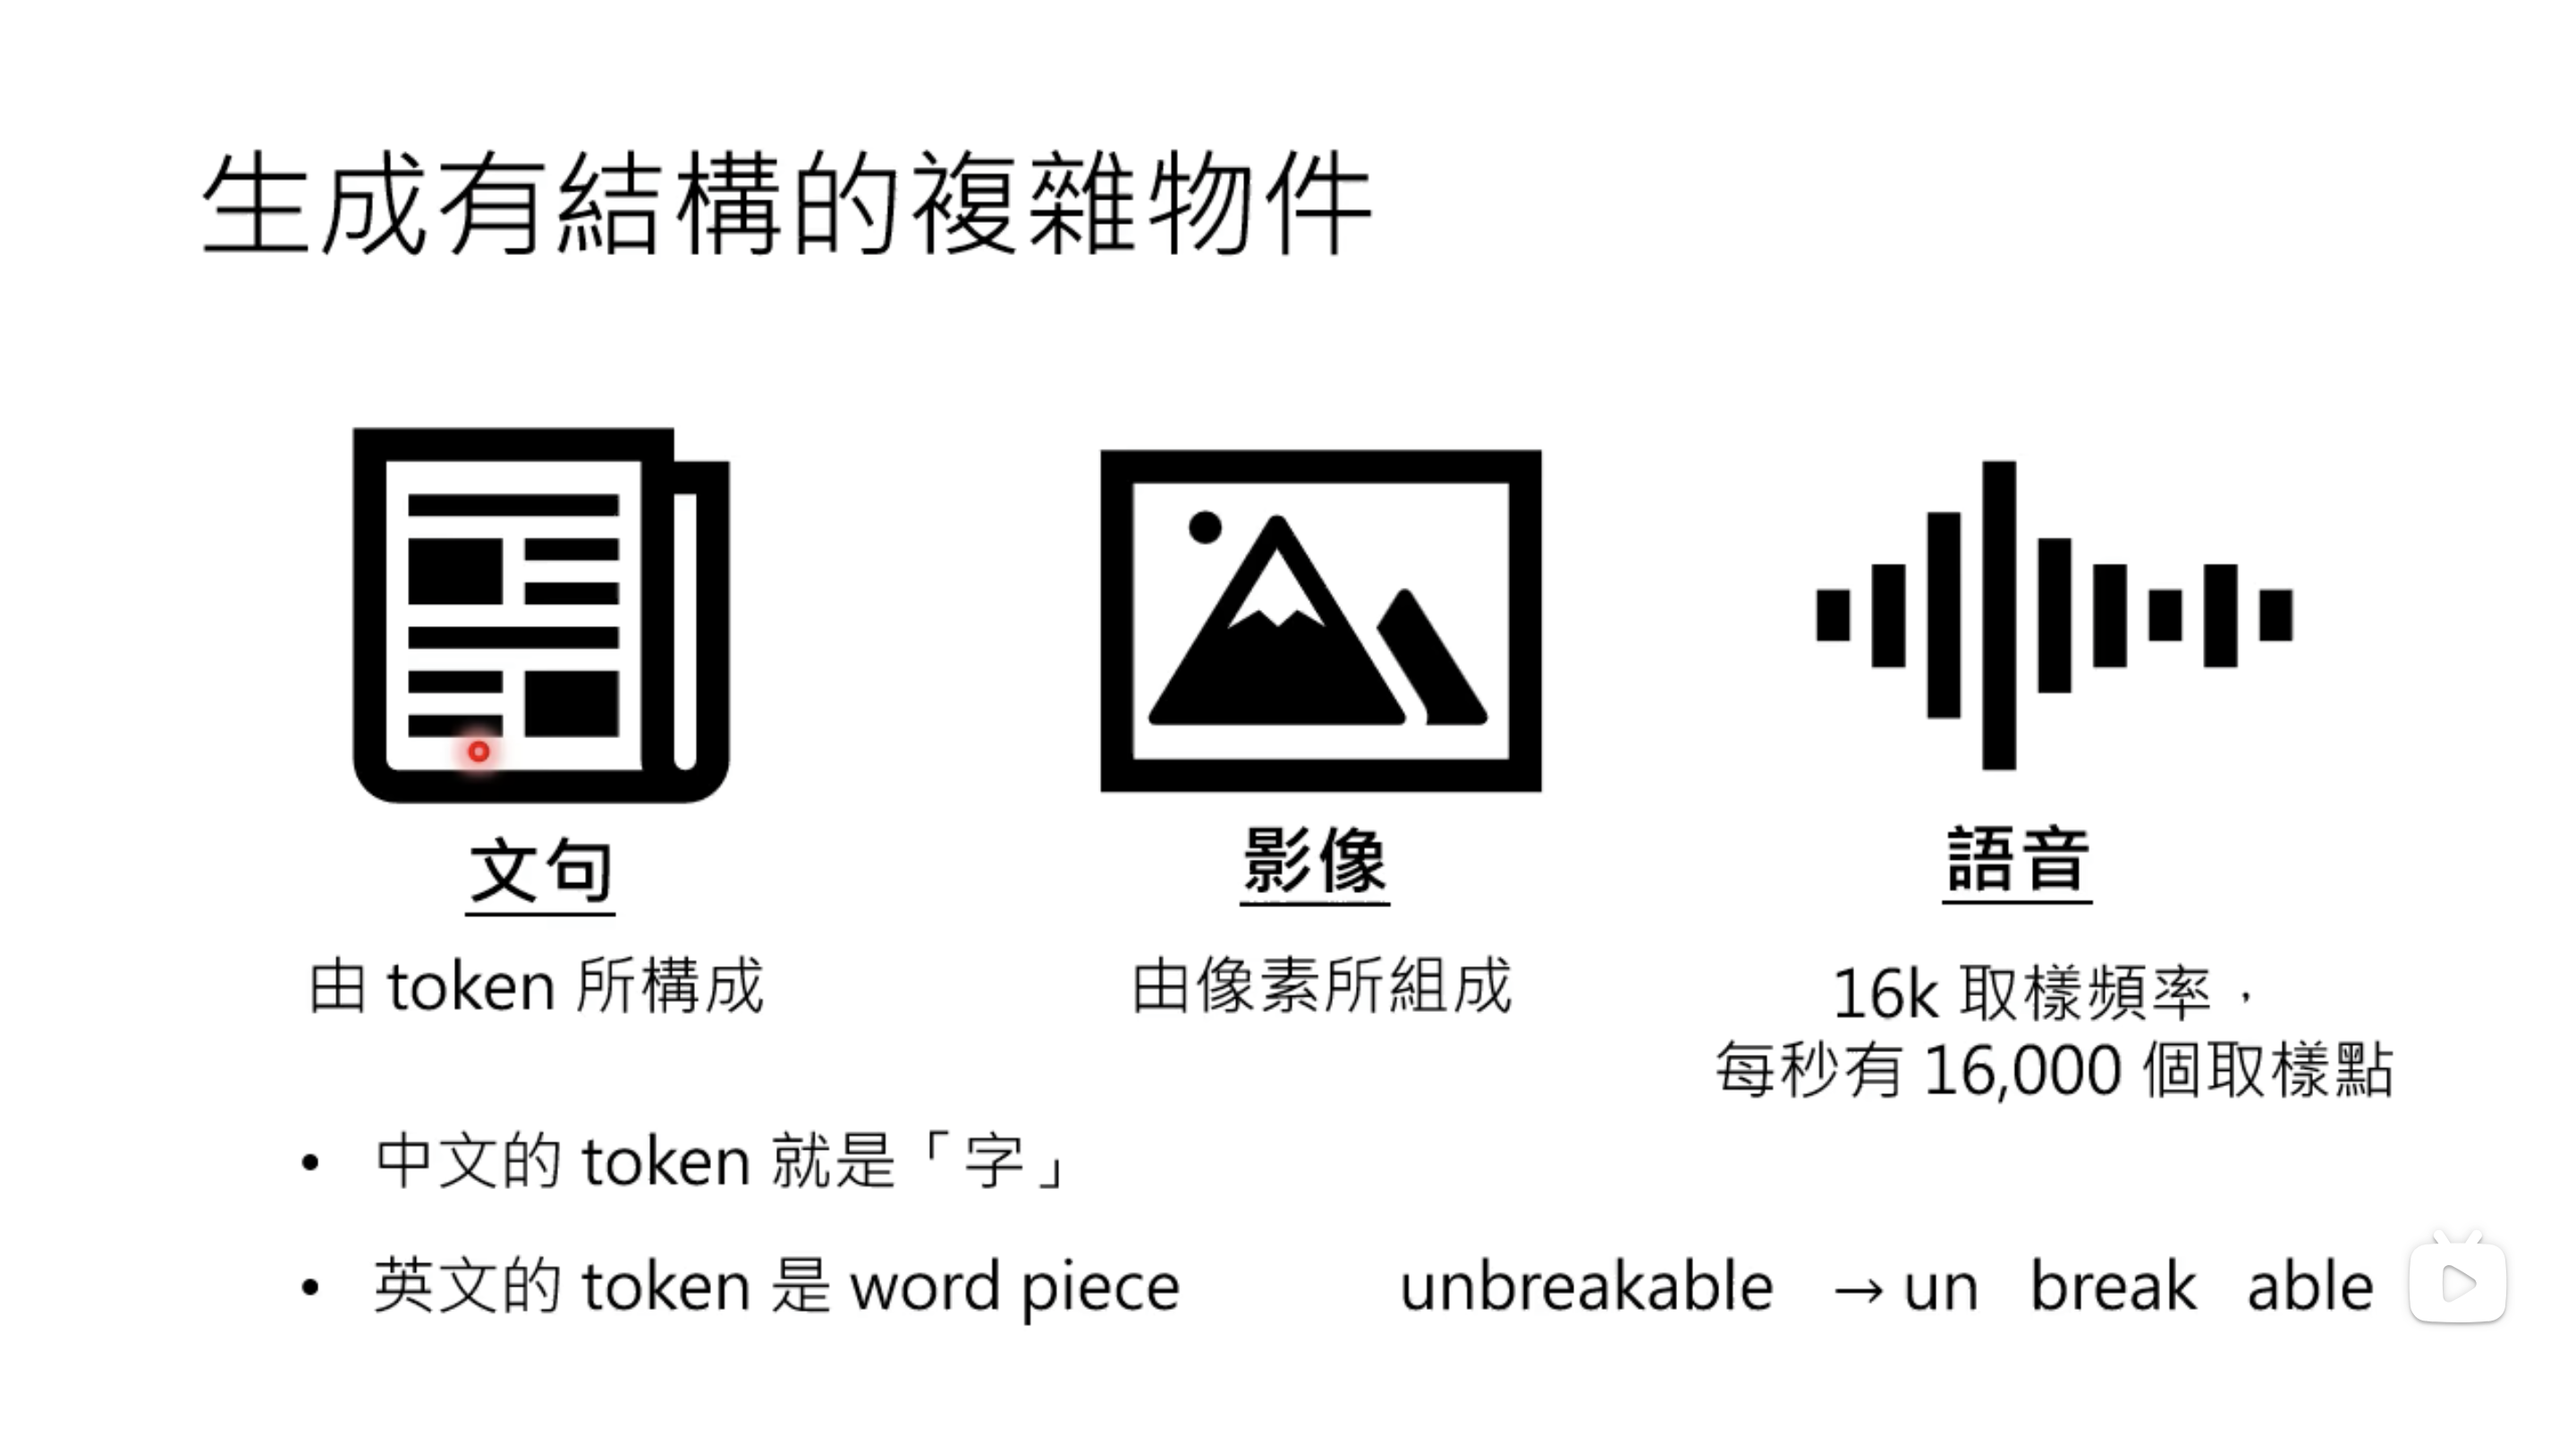 生成有結構的複雜物件
文句
影像
語音
由 token 所構成
由像素所組成
16k 取樣頻率，
每秒有 16,000 個取樣點
• 中文的 token 就是「字」
• 英文的 token 是 word piece
unbreakable → un break able